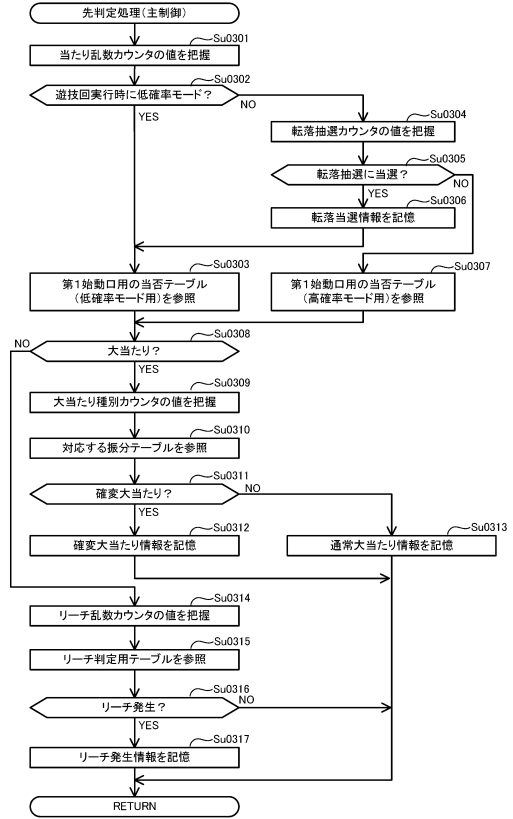 先判定処理(主制御)
Su0301
当たり乱数カウンタの値を把握
Su0302
遊技回実行時に低確率モード?
NO
YES
Su0304
転落抽選カウンタの値を把握
Su0305
転落抽選に当選?
NO
YES
Su0306
転落当選情報を記憶
Su0303
第1始動口用の当否テーブル
(低確率モード用)を参照
Su0307
第1始動口用の当否テーブル
(高確率モード用)を参照
Su0308
NO
大当たり?
YES
Su0309
大当たり種別カウンタの値を把握
Su0310
対応する振分テーブルを参照
Su0311
確変大当たり?
NO
YES
Su0312
確変大当たり情報を記憶
Su0313
通常大当たり情報を記憶
Su0314
リーチ乱数カウンタの値を把握
Su0315
リーチ判定用テーブルを参照
Su0316
リーチ発生?
NO
YES
Su0317
リーチ発生情報を記憶
RETURN